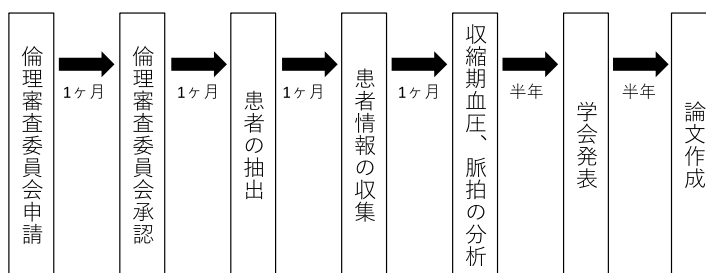 倫理審査委員会申請
1ヶ月
倫理審査委員会承認
1ヶ月
患者の抽出
1ヶ月
患者情報の収集
1ヶ月
収縮期血圧、脈拍の分析
半年
学会発表
半年
論文作成